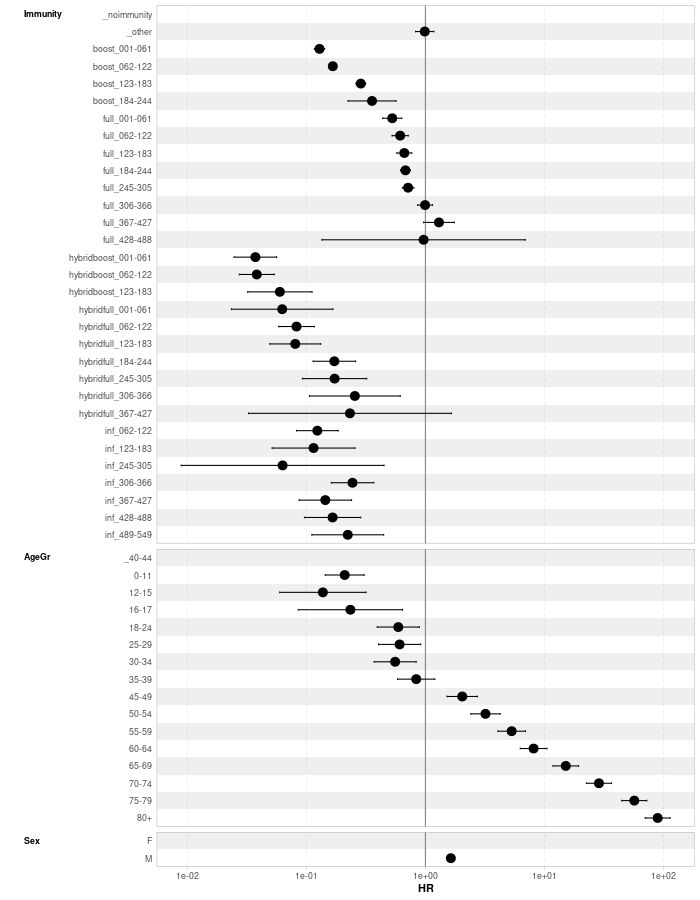 Immunity
_noimmunity
_other
boost_001-061
boost_062-122
boost_123-183
boost_184-244
full_001-061
full_062-122
full_123-183
full_184-244
full_245-305
full_306-366
full_367-427
full_428-488
hybridboost_001-061
hybridboost_062-122
hybridboost_123-183
hybridfull_001-061
hybridfull_062-122
hybridfull_123-183
hybridfull_184-244
hybridfull_245-305
hybridfull_306-366
hybridfull_367-427
inf_062-122
inf_123-183
inf_245-305
inf_306-366
inf_367-427
inf_428-488
inf_489-549
AgeGr
_40-44
0-11
12-15
16-17
18-24
25-29
30-34
35-39
45-49
50-54
55-59
60-64
65-69
70-74
75-79
80+
Sex
F
M
1e-02 1e-01 1e+00 1e+01 1e+02
HR